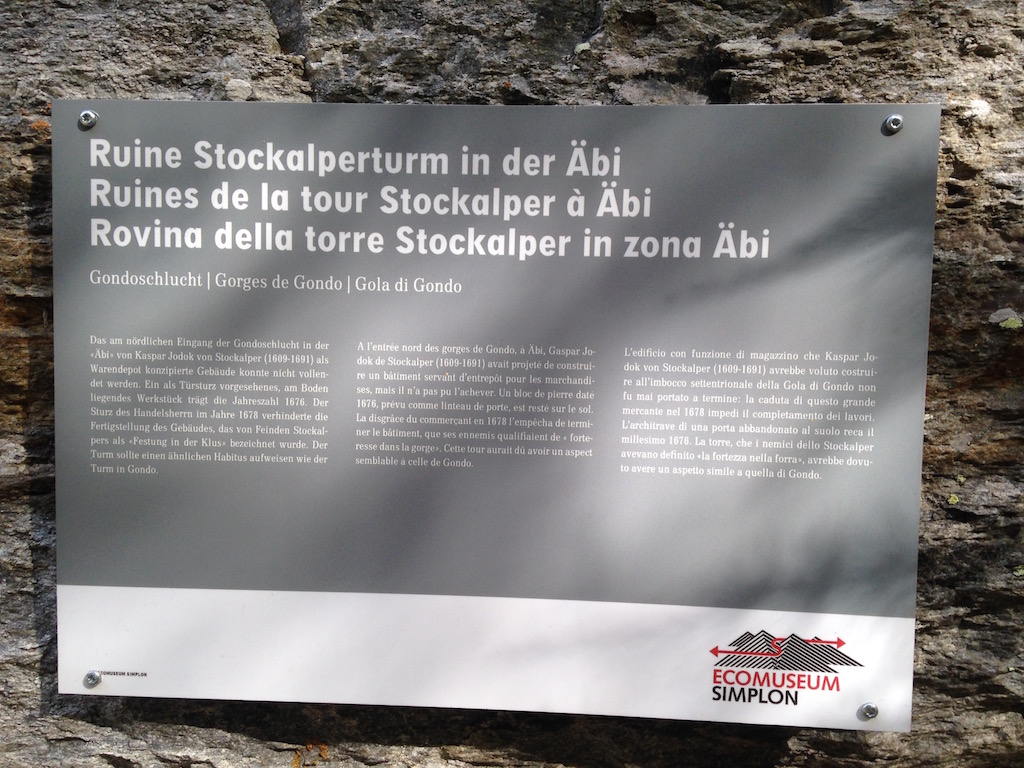 Ruine Stockalperturm in der Äbi
Ruines de la tour Stockalper à Äbi
Rovina della torre Stockalper in zona Äbi
Gondoschlucht | Gorges de Gondo | Gola di Gondo
Das am nördlichen Eingang der Gondoschlucht in der
«Äbi» von Kaspar Jodok von Stockalper (1609-1691) als
Warendepot konzipierte Gebäude konnte nicht vollen-
det werden. Ein als Türsturz vorgesehenes, am Boden
liegendes Werkstück trägt die Jahreszahl 1676. Der
Sturz des Handelsherrn im Jahre 1678 verhinderte die
Fertigstellung des Gebäudes, das von Feinden Stockal-
pers als «Festung in der Klus» bezeichnet wurde. Der
Turm sollte einen ähnlichen Habitus aufweisen wie der
Turm in Gondo.
A l'entrée nord des gorges de Gondo, à Äbi, Gaspar Jo-
dok de Stockalper (1609-1691) avait projeté de construi-
re un bâtiment servant d'entrepôt pour les marchandi-
ses, mais il n'a pas pu l'achever. Un bloc de pierre daté
1676, prévu comme linteau de porte, est resté sur le sol.
La disgrâce du commerçant en 1678 l'empêcha de termi-
ner le bâtiment, que ses ennemis qualifiaient de « forte-
resse dans la gorge». Cette tour aurait dû avoir un aspect
semblable à celle de Gondo.
L'edificio con funzione di magazzino che Kaspar Jo-
dok von Stockalper (1609-1691) avrebbe voluto costrui-
re all'imbocco settentrionale della Gola di Gondo non
fu mai portato a termine: la caduta di questo grande
mercante nel 1678 impedì il completamento dei lavori.
L'architrave di una porta abbandonato al suolo reca il
millesimo 1676. La torre, che i nemici dello Stockalper
avevano definito «la fortezza nella forra», avrebbe dovu-
to avere un aspetto simile a quella di Gondo.
ECOMUSEUM SIMPLON
ECOMUSEUM
SIMPLON